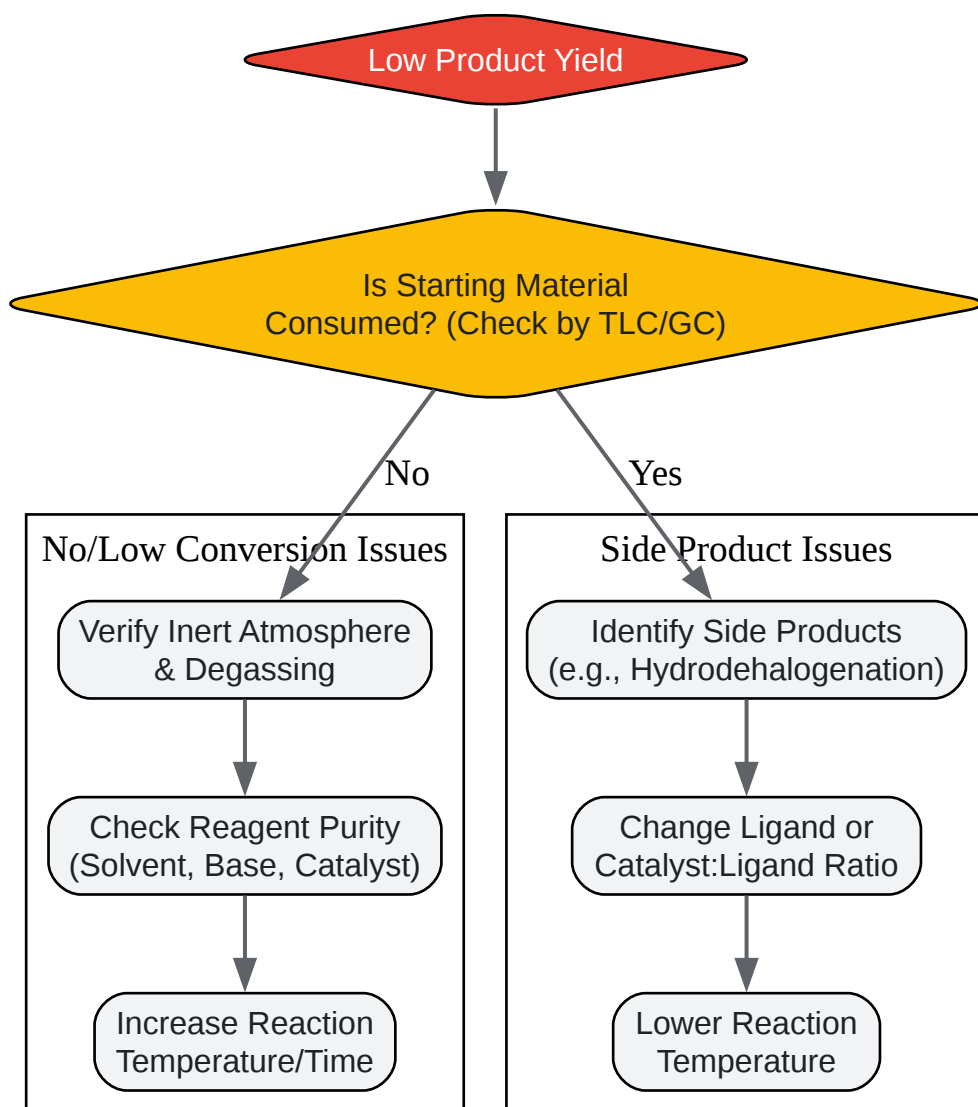 Low Product Yield
Is Starting Material
Consumed? (Check by TLC/GC)
No
Yes
No/Low Conversion Issues
Verify Inert Atmosphere
& Degassing
Check Reagent Purity
(Solvent, Base, Catalyst)
Increase Reaction
Temperature/Time
Side Product Issues
Identify Side Products
(e.g., Hydrodehalogenation)
Change Ligand or
Catalyst:Ligand Ratio
Lower Reaction
Temperature